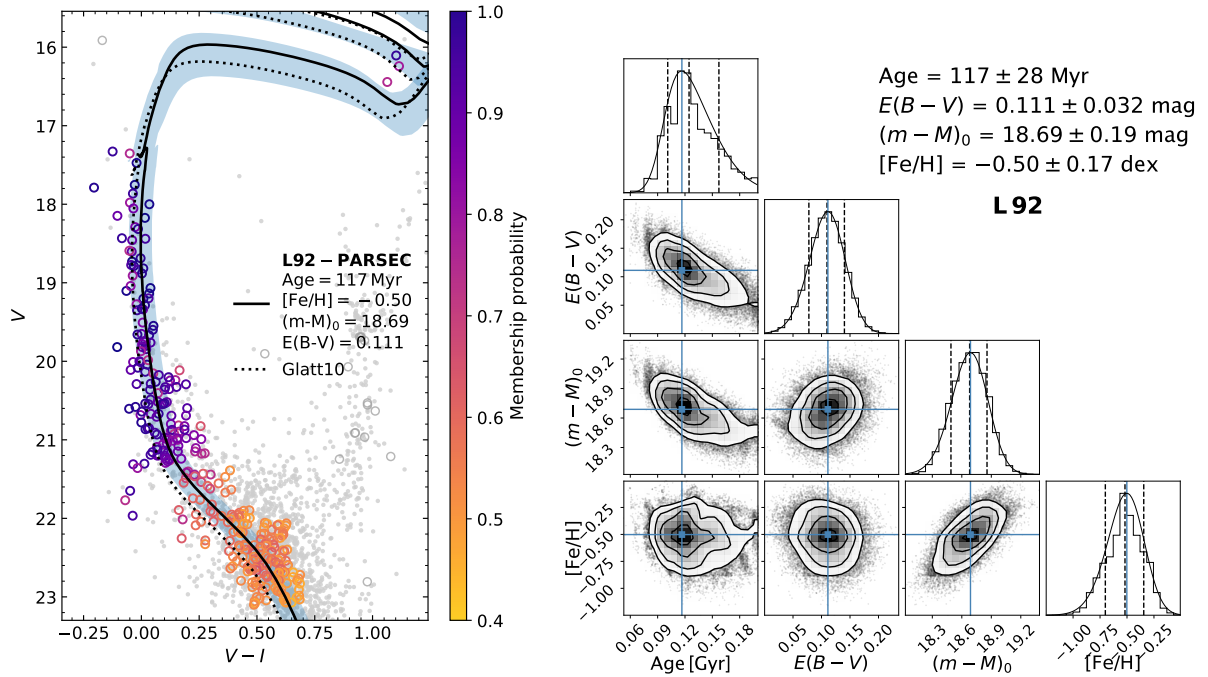 16
17
18
19
20
21
22
23
V
−0.25
0.00
0.25
0.50
0.75
1.00
V − I
L92 − PARSEC
Age = 117 Myr
[Fe/H] = −0.50
(m-M)₀ = 18.69
E(B-V) = 0.111
Glatt10
1.0
0.9
0.8
0.7
0.6
0.5
0.4
Membership probability
Age = 117 ± 28 Myr
E(B − V) = 0.111 ± 0.032 mag
(m − M)₀ = 18.69 ± 0.19 mag
[Fe/H] = −0.50 ± 0.17 dex
L 92
E(B − V)
0.20
0.15
0.10
0.05
(m − M)₀
19.2
18.9
18.6
18.3
[Fe/H]
−0.25
−0.50
−0.75
−1.00
0.06
0.09
0.12
0.15
0.18
Age [Gyr]
0.05
0.10
0.15
0.20
E(B − V)
18.3
18.6
18.9
19.2
(m − M)₀
−1.00
−0.75
−0.50
−0.25
[Fe/H]